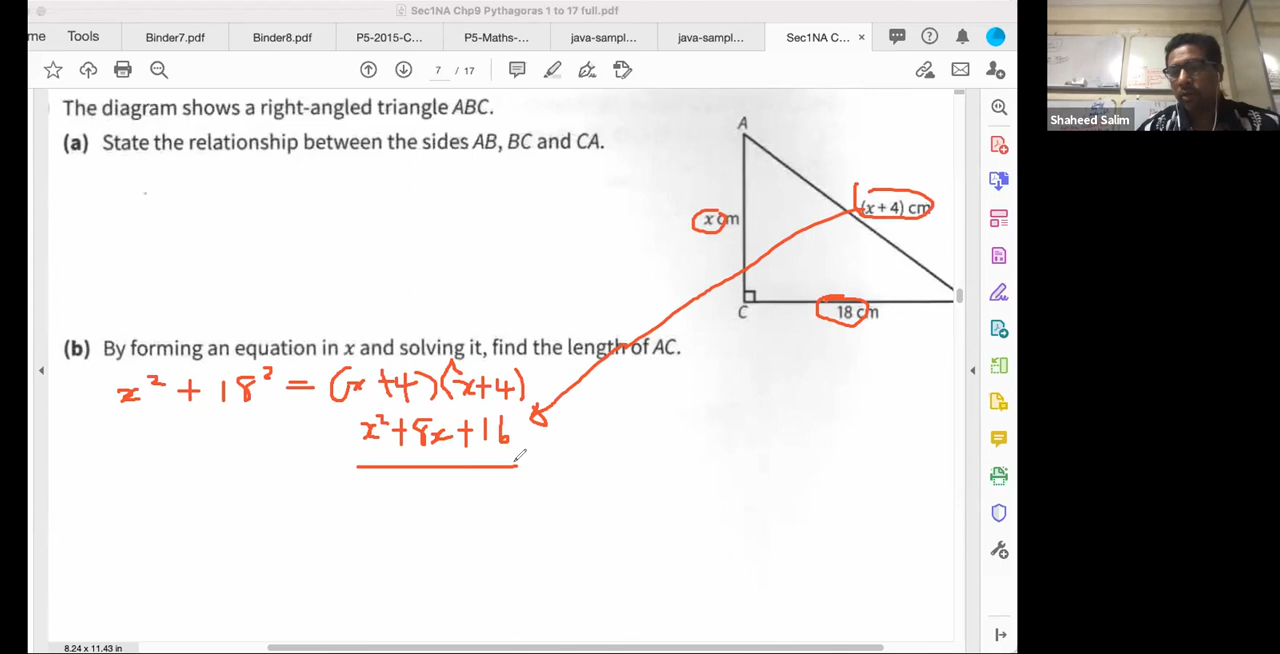 Sec1NA Chp9 Pythagoras 1 to 17 full.pdf
me Tools Binder7.pdf Binder8.pdf P5-2015-C... P5-Maths-... java-sampl... java-sampl... Sec1NA C... ×
7 / 17
Shaheed Salim
The diagram shows a right-angled triangle ABC.
(a) State the relationship between the sides AB, BC and CA.
A
(x + 4) cm
x cm
C
18 cm
(b) By forming an equation in x and solving it, find the length of AC.
x² + 18² = (x + 4)(x + 4)
x² + 8x + 16
8.24 x 11.43 in